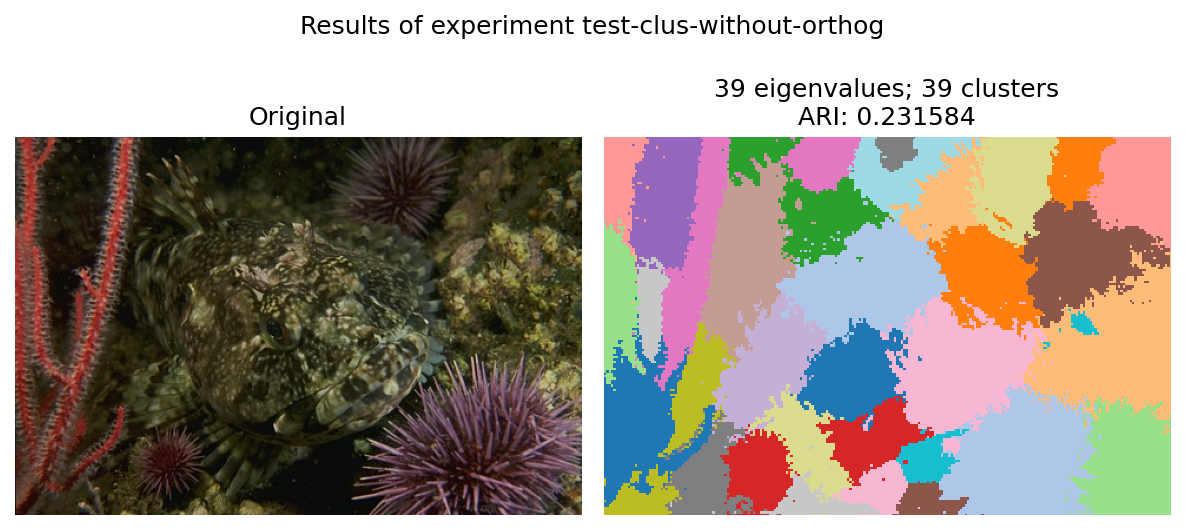 Results of experiment test-clus-without-orthog
Original
39 eigenvalues; 39 clusters
ARI: 0.231584